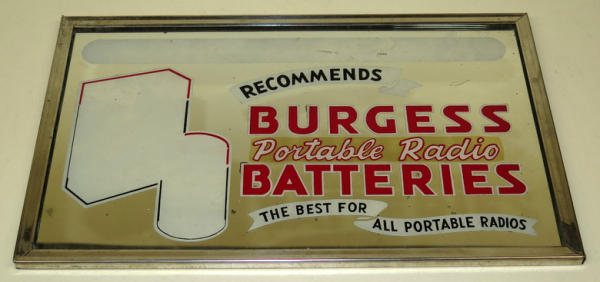 RECOMMENDS
BURGESS
Portable Radio
BATTERIES
THE BEST FOR
ALL PORTABLE RADIOS